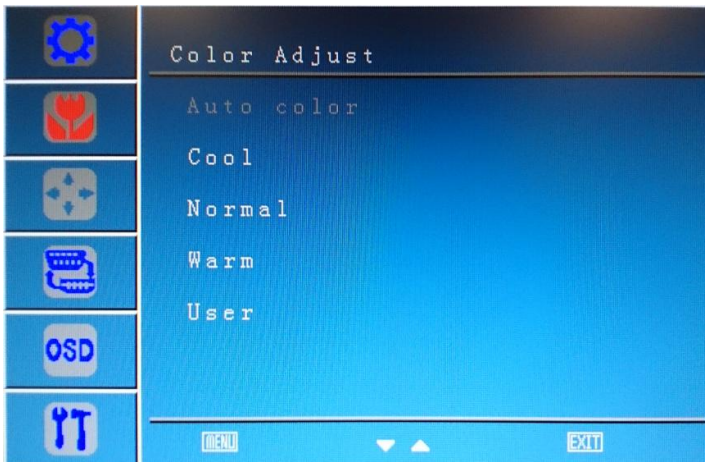 Color Adjust
Auto color
Cool
Normal
Warm
User
OSD
MENU
EXIT